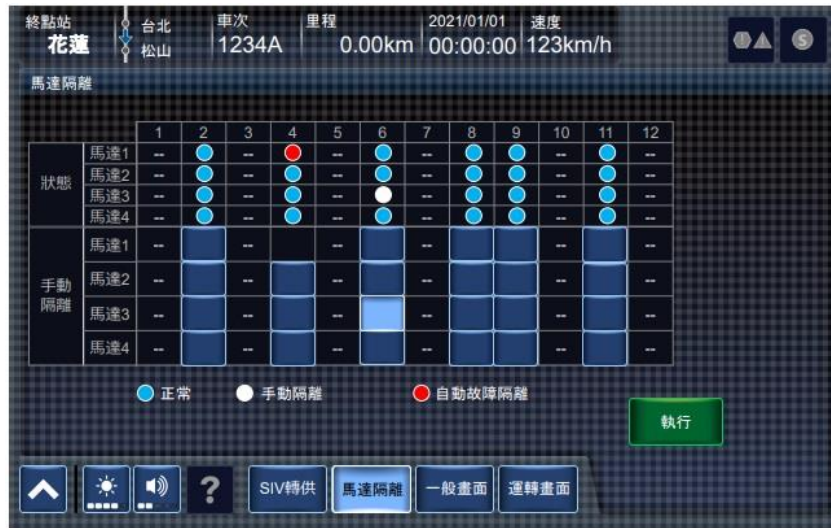 終點站 台北 車次 里程 2021/01/01 速度
花蓮 松山 1234A 0.00km 00:00:00 123km/h
S
馬達隔離
1 2 3 4 5 6 7 8 9 10 11 12
狀態
馬達1 -- -- -- -- -- --
馬達2 -- -- -- -- -- --
馬達3 -- -- -- -- -- --
馬達4 -- -- -- -- -- --
手動隔離
馬達1 -- -- -- -- -- --
馬達2 -- -- -- -- -- --
馬達3 -- -- -- -- -- --
馬達4 -- -- -- -- -- --
正常 手動隔離 自動故障隔離
執行
? SIV轉供 馬達隔離 一般畫面 運轉畫面